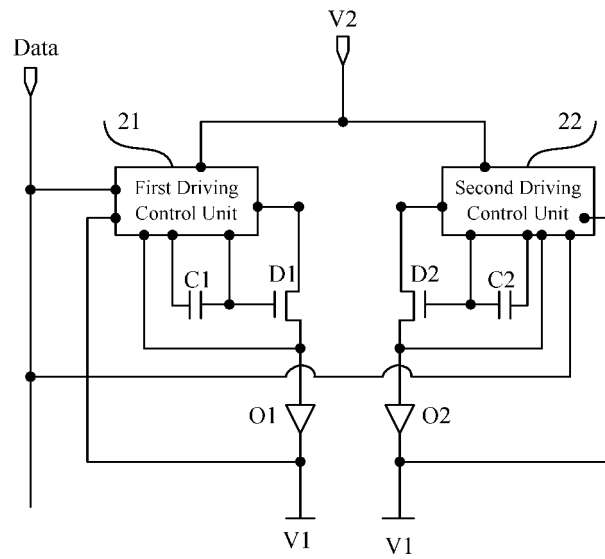 V2
Data
21
22
First Driving
Control Unit
Second Driving
Control Unit
C1
D1
D2
C2
O1
O2
V1
V1